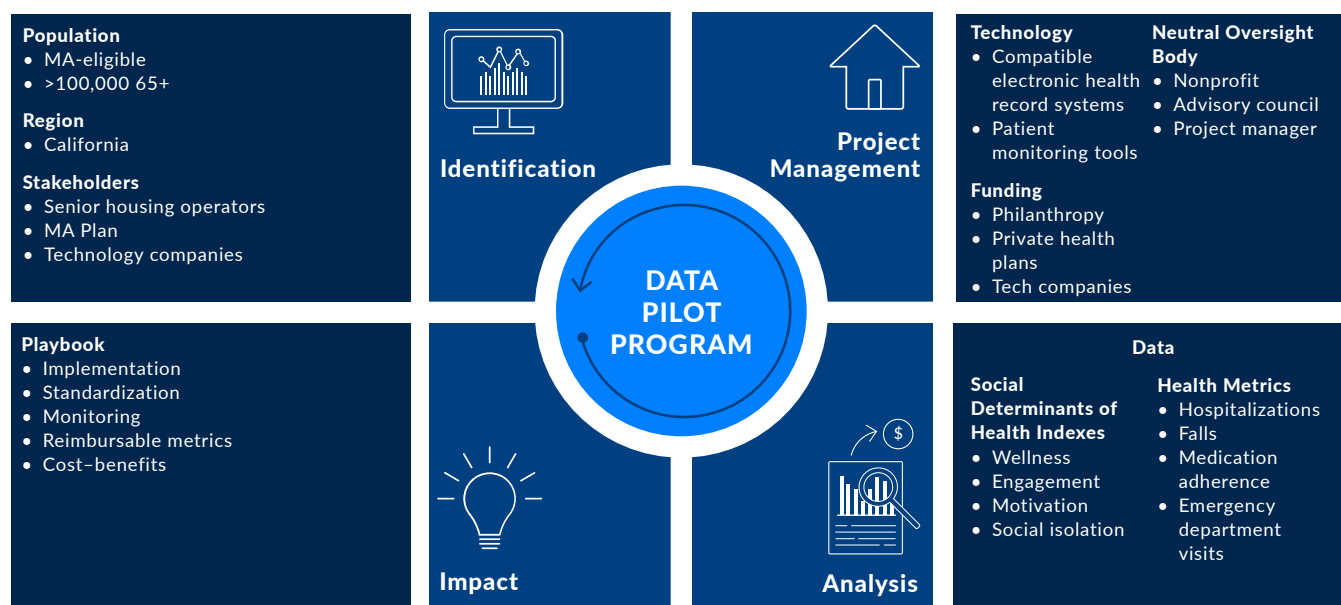 Population
• MA-eligible
• >100,000 65+
Region
• California
Stakeholders
• Senior housing operators
• MA Plan
• Technology companies
Identification
Project
Management
Technology
• Compatible
electronic health
record systems
• Patient
monitoring tools
Funding
• Philanthropy
• Private health
plans
• Tech companies
Neutral Oversight
Body
• Nonprofit
• Advisory council
• Project manager
DATA
PILOT
PROGRAM
Playbook
• Implementation
• Standardization
• Monitoring
• Reimbursable metrics
• Cost–benefits
Impact
$
Analysis
Data
Social
Determinants of
Health Indexes
• Wellness
• Engagement
• Motivation
• Social isolation
Health Metrics
• Hospitalizations
• Falls
• Medication
adherence
• Emergency
department
visits